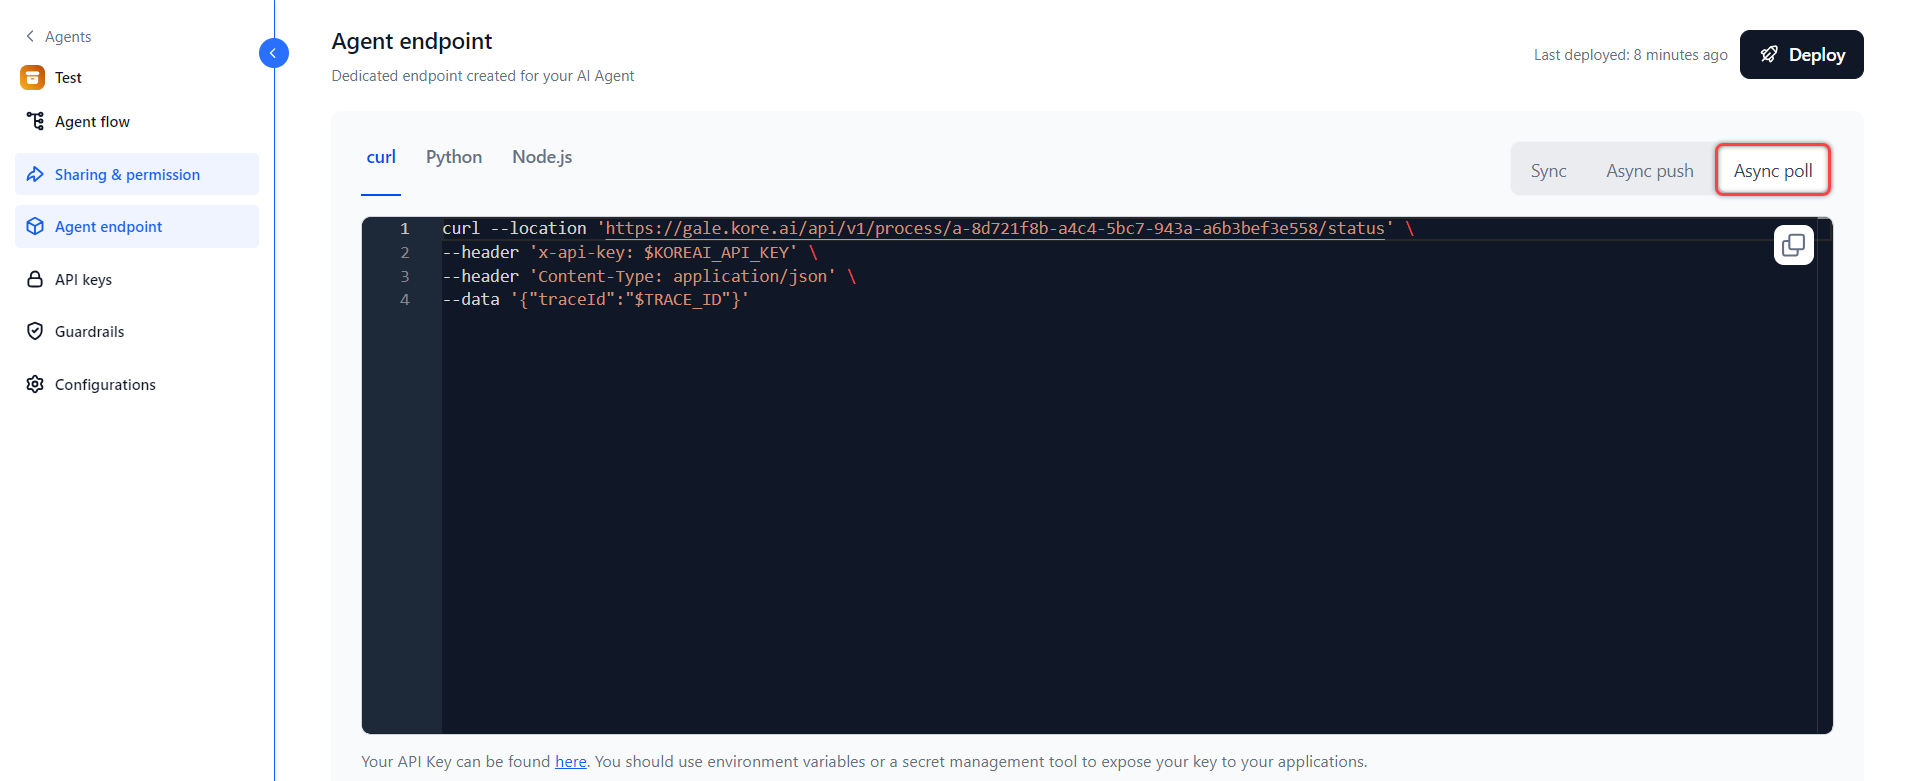 Agents
Test
Agent flow
Sharing & permission
Agent endpoint
API keys
Guardrails
Configurations
Agent endpoint
Dedicated endpoint created for your AI Agent
Last deployed: 8 minutes ago
Deploy
curl Python Node.js
Sync Async push Async poll
1 curl --location 'https://gale.kore.ai/api/v1/process/a-8d721f8b-a4c4-5bc7-943a-a6b3bef3e558/status' \
2 --header 'x-api-key: $KOREAI_API_KEY' \
3 --header 'Content-Type: application/json' \
4 --data '{"traceId":"$TRACE_ID"}'
Your API Key can be found here. You should use environment variables or a secret management tool to expose your key to your applications.